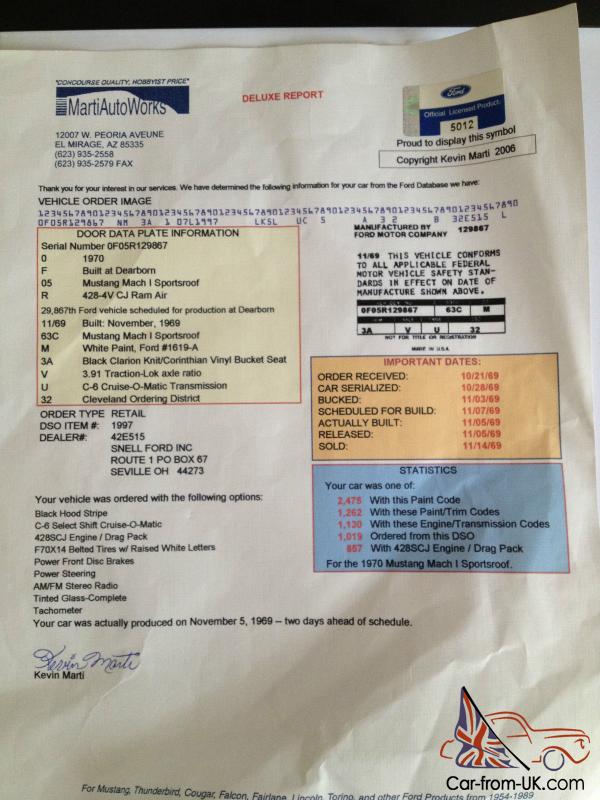 "CONCOURSE QUALITY, HOBBYIST PRICE"
MartiAutoWorks
12007 W. PEORIA AVEUNE
EL MIRAGE, AZ 85335
(623) 935-2558
(623) 935-2579 FAX
DELUXE REPORT
Ford
Official Licensed Product
5012
Proudly to display this symbol
Copyright Kevin Marti 2006
Thank you for your interest in our services. We have determined the following information for your car from the Ford Database we have:
VEHICLE ORDER IMAGE
12345678901234567890123456789012345678901234567890123456789012345678901234567890
0F05R129867 NM 3A 1 07L1997 LK5L UC 5 A 3 2 B 32E515 L
DOOR DATA PLATE INFORMATION
Serial Number 0F05R129867
0 1970
F Built at Dearborn
05 Mustang Mach I Sportsroof
R 428-4V CJ Ram Air
29,867th Ford vehicle scheduled for production at Dearborn
11/69 Built: November, 1969
63C Mustang Mach I Sportsroof
M White Paint, Ford #1619-A
3A Black Clarion Knit/Corinthian Vinyl Bucket Seat
V 3.91 Traction-Lok axle ratio
U C-6 Cruise-O-Matic Transmission
32 Cleveland Ordering District
MANUFACTURED BY
FORD MOTOR COMPANY
129867
11/69 THIS VEHICLE CONFORMS
TO ALL APPLICABLE FEDERAL
MOTOR VEHICLE SAFETY STAN-
DARDS IN EFFECT ON DATE OF
MANUFACTURE SHOWN ABOVE.
0F05R129867 63C M
3A V U 32
NOT FOR TITLE OR REGISTRATION
MADE IN U.S.A.
IMPORTANT DATES:
ORDER RECEIVED: 10/21/69
CAR SERIALIZED: 10/28/69
BUCKED: 11/03/69
SCHEDULED FOR BUILD: 11/07/69
ACTUALLY BUILT: 11/05/69
RELEASED: 11/05/69
SOLD: 11/14/69
ORDER TYPE RETAIL
DSO ITEM #: 1997
DEALER#: 42E515
SNELL FORD INC
ROUTE 1 PO BOX 67
SEVILLE OH 44273
STATISTICS
Your car was one of:
2,475 With this Paint Code
1,262 With these Paint/Trim Codes
1,130 With these Engine/Transmission Codes
1,019 Ordered from this DSO
857 With 428SCJ Engine / Drag Pack
For the 1970 Mustang Mach I Sportsroof.
Your vehicle was ordered with the following options:
Black Hood Stripe
C-6 Select Shift Cruise-O-Matic
428SCJ Engine / Drag Pack
F70X14 Belted Tires w/ Raised White Letters
Power Front Disc Brakes
Power Steering
AM/FM Stereo Radio
Tinted Glass-Complete
Tachometer
Your car was actually produced on November 5, 1969 – two days ahead of schedule.
Kevin Marti
Kevin Marti
For Mustang, Thunderbird, Cougar, Falcon, Fairlane, Lincoln, Torino, and other Ford Products from 1954-1989
Car-from-UK.com